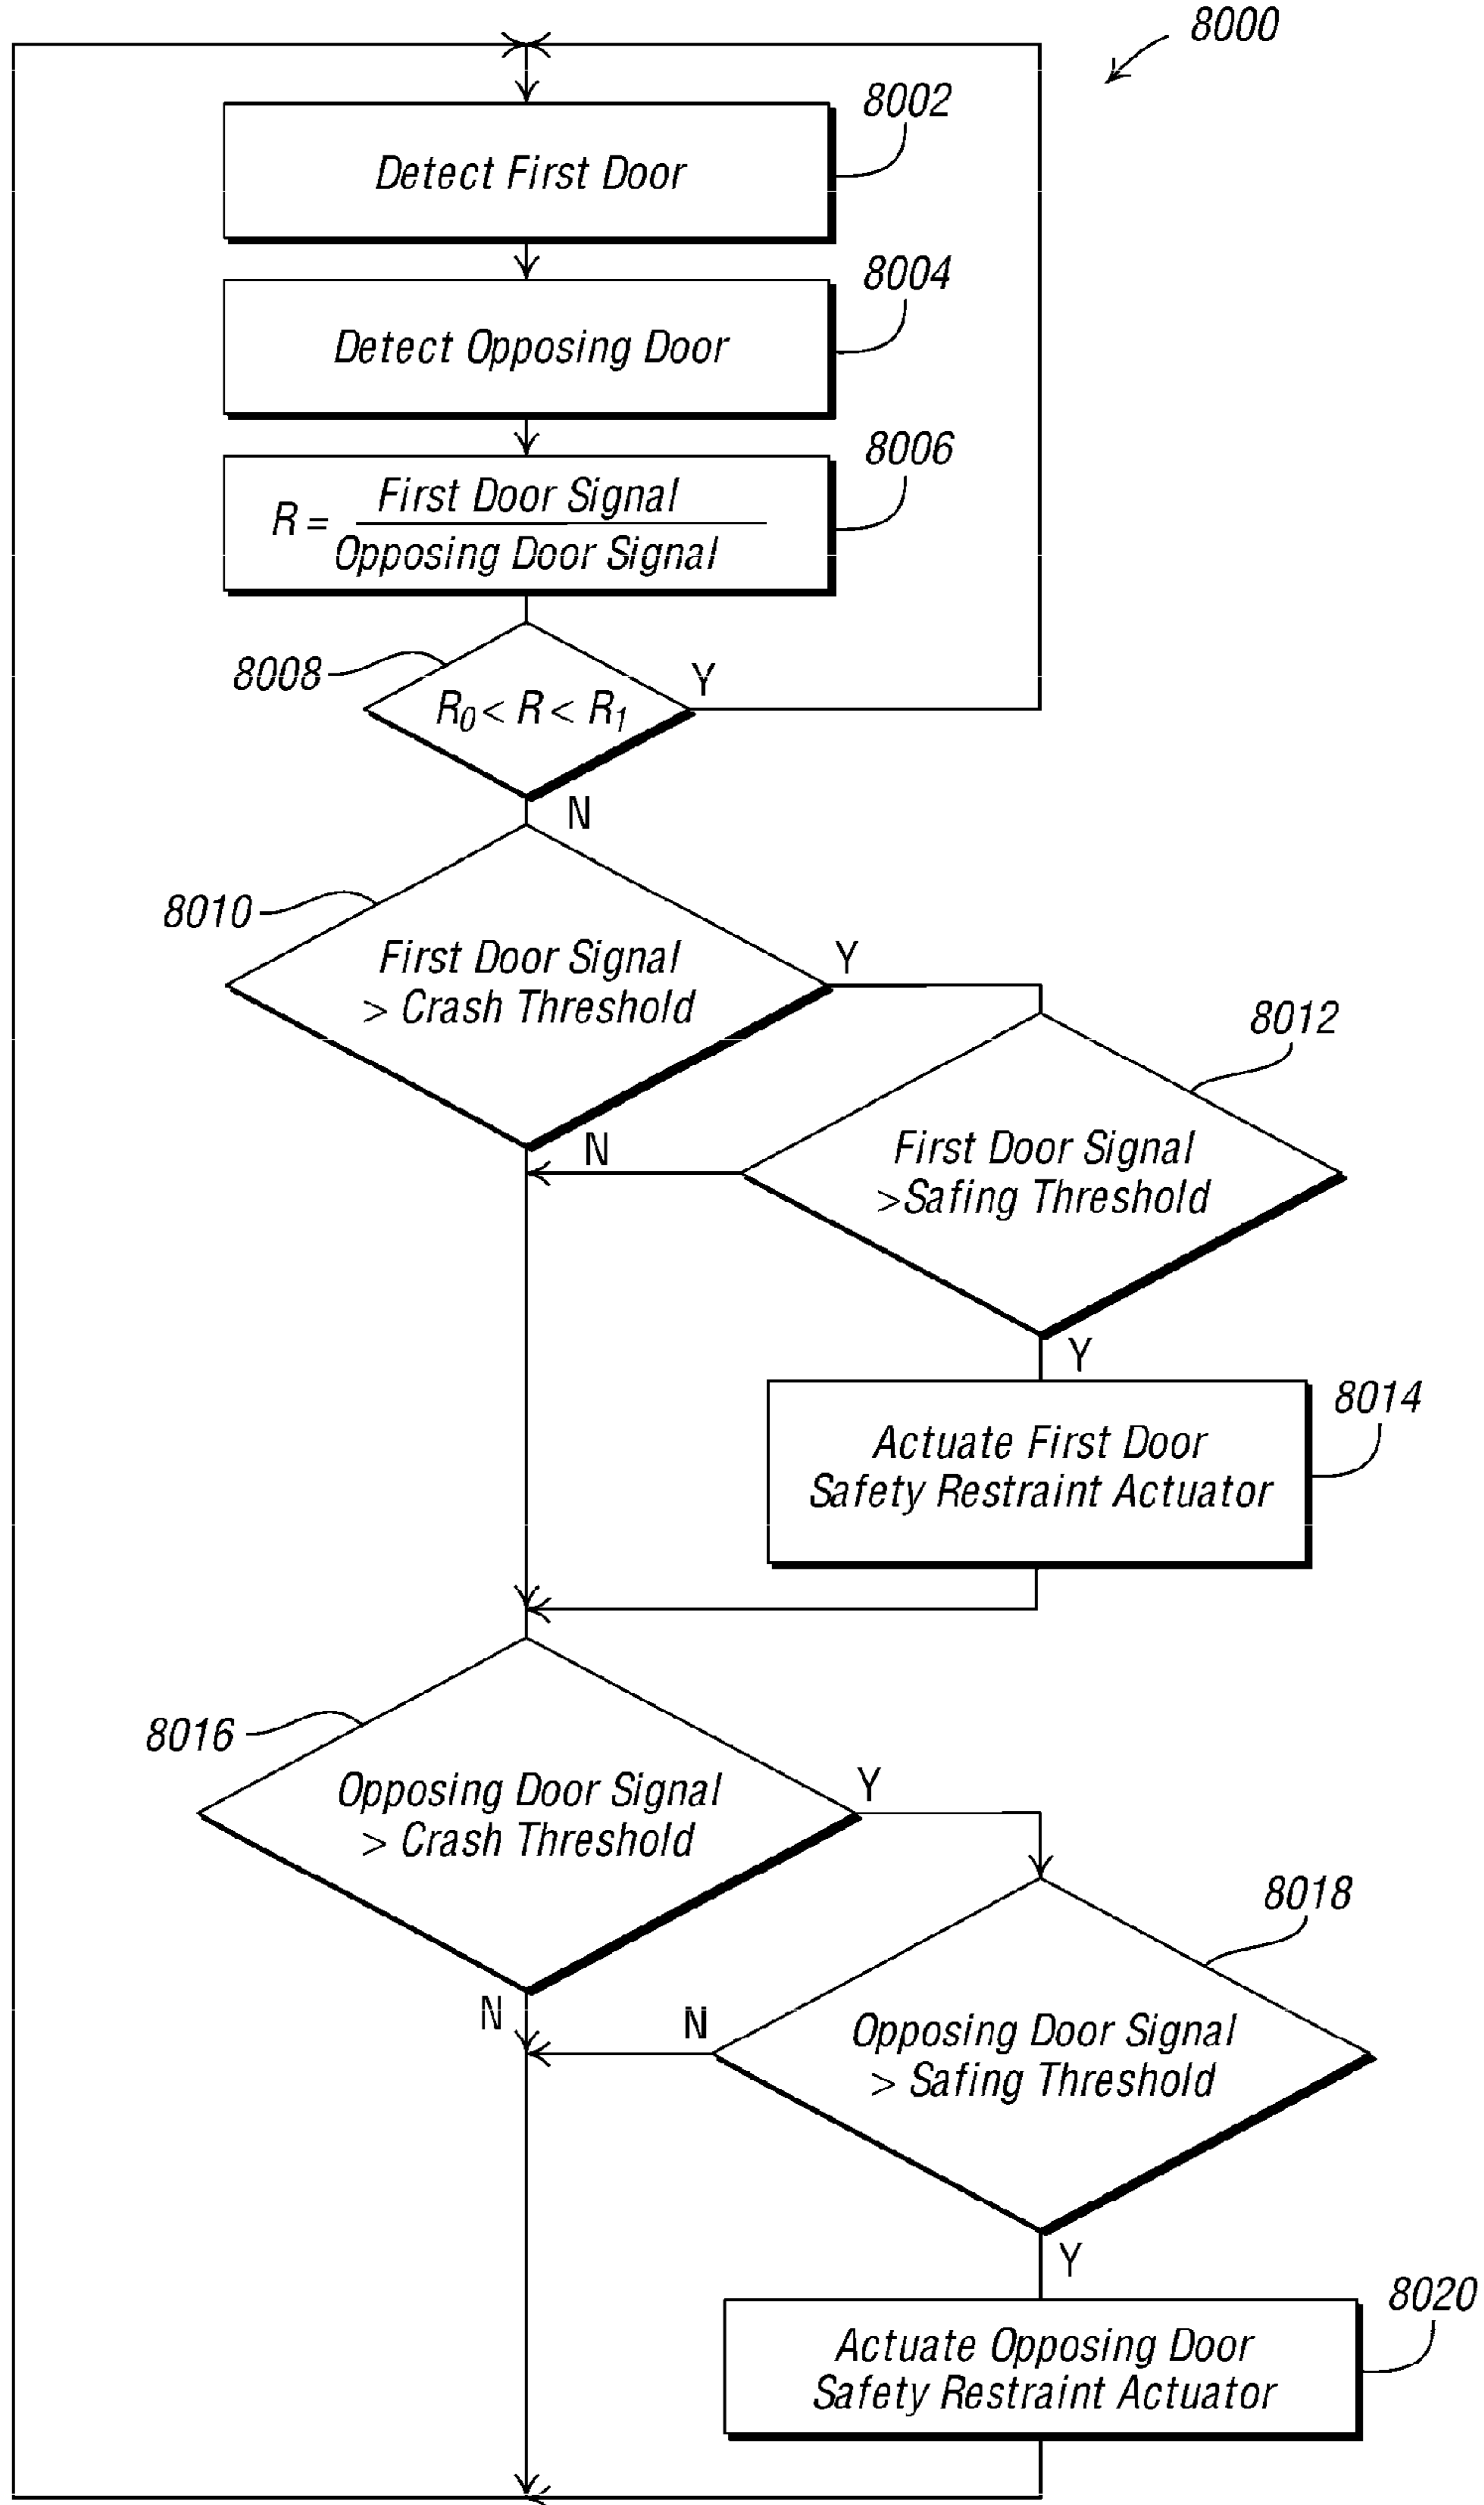 8000
8002
Detect First Door
8004
Detect Opposing Door
8006
R = First Door Signal
Opposing Door Signal
8008
R0 < R < R1
Y
N
8010
First Door Signal
> Crash Threshold
Y
8012
First Door Signal
>Safing Threshold
N
Y
8014
Actuate First Door
Safety Restraint Actuator
8016
Opposing Door Signal
> Crash Threshold
Y
N
8018
Opposing Door Signal
> Safing Threshold
N
Y
8020
Actuate Opposing Door
Safety Restraint Actuator